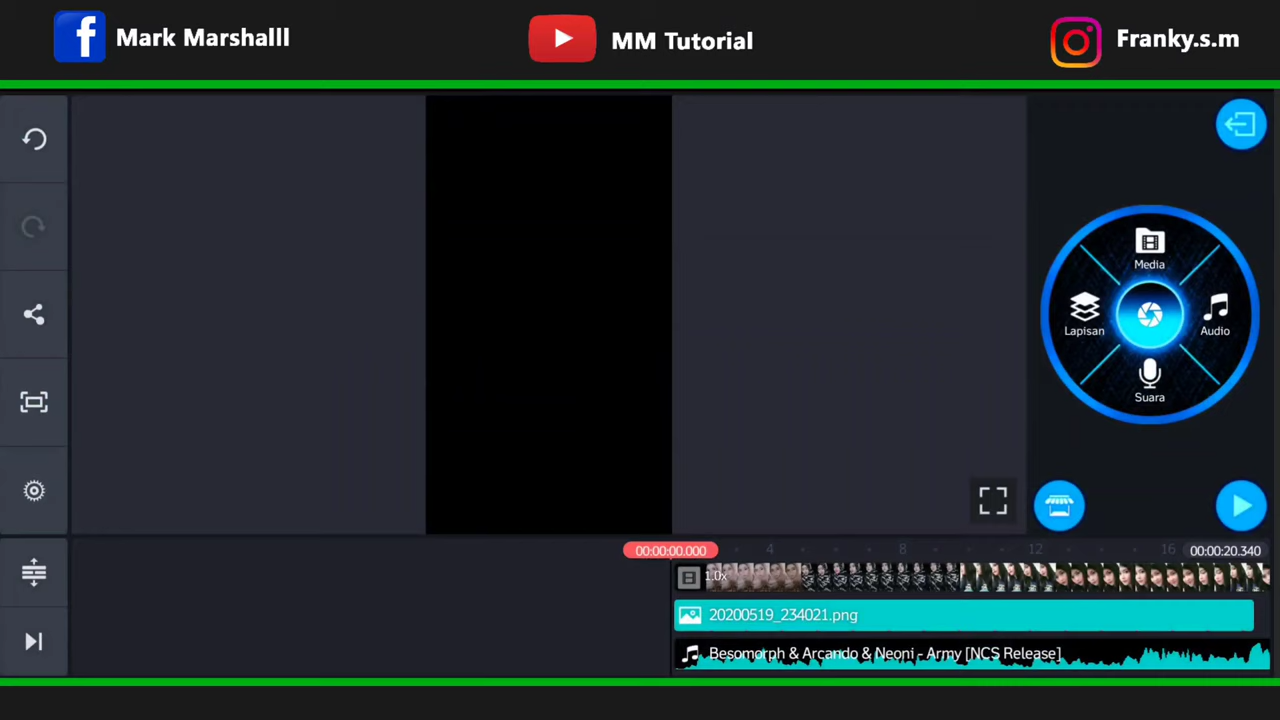 Mark Marshalll
MM Tutorial
Franky.s.m
Media
Lapisan
Audio
Suara
00:00:00.000
4
8
12
16
00:00:20.340
1.0x
20200519_234021.png
Besomorph & Arcando & Neoni - Army [NCS Release]